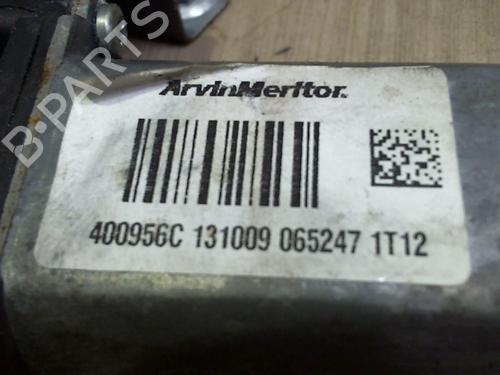 B-PARTS
ArvinMeritor.
400956C 131009 065247 1T12